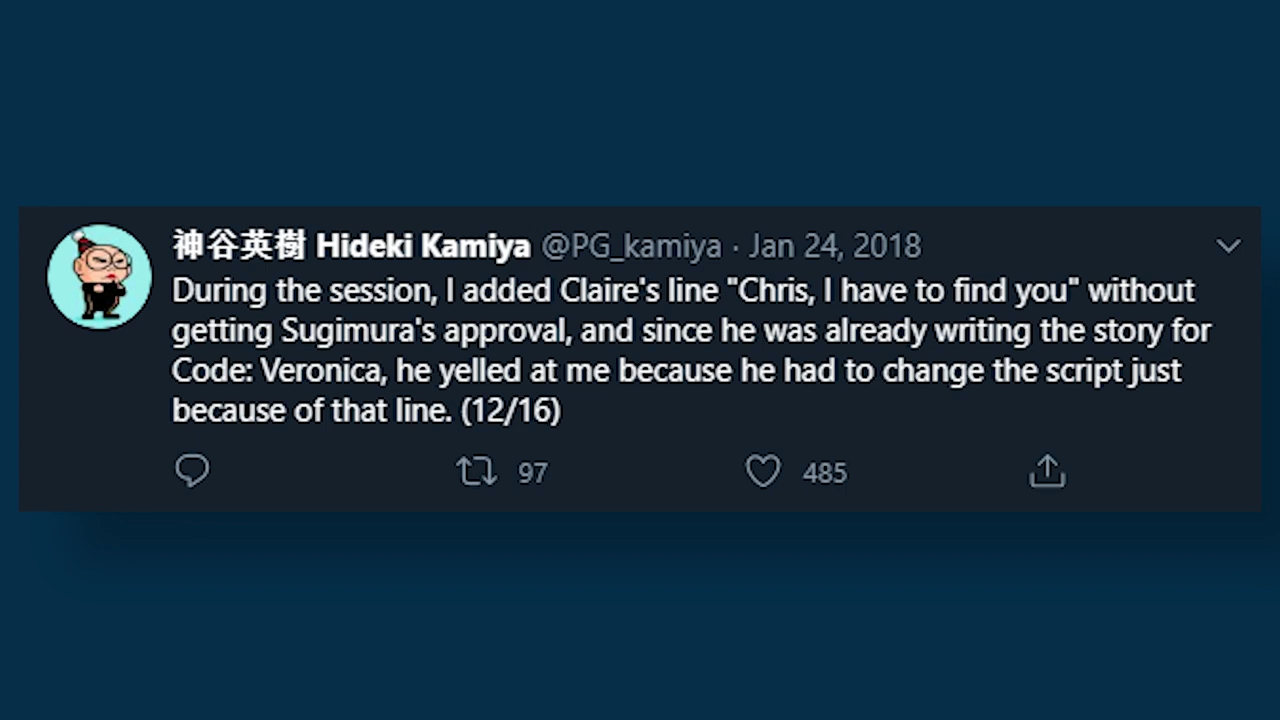 神谷英樹 Hideki Kamiya @PG_kamiya · Jan 24, 2018
During the session, I added Claire's line "Chris, I have to find you" without
getting Sugimura's approval, and since he was already writing the story for
Code: Veronica, he yelled at me because he had to change the script just
because of that line. (12/16)
97 485